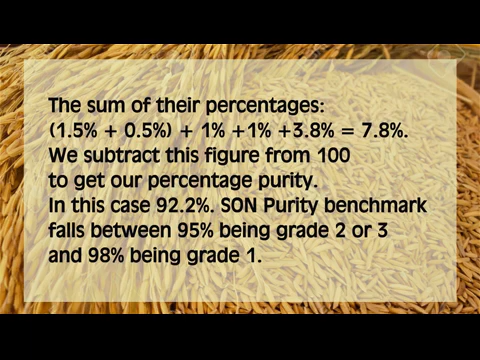 The sum of their percentages:
(1.5% + 0.5%) + 1% +1% +3.8% = 7.8%.
We subtract this figure from 100
to get our percentage purity.
In this case 92.2%. SON Purity benchmark
falls between 95% being grade 2 or 3
and 98% being grade 1.